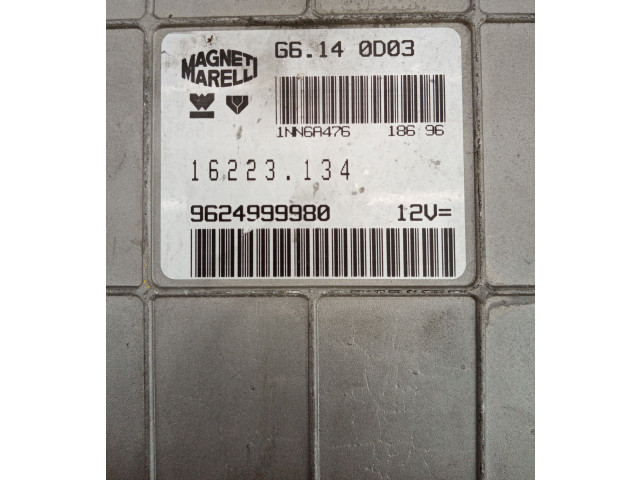 MAGNETI
MARELLI
G6.14 0D03
1NN6A476 186 96
16223.134
9624999980 12V=